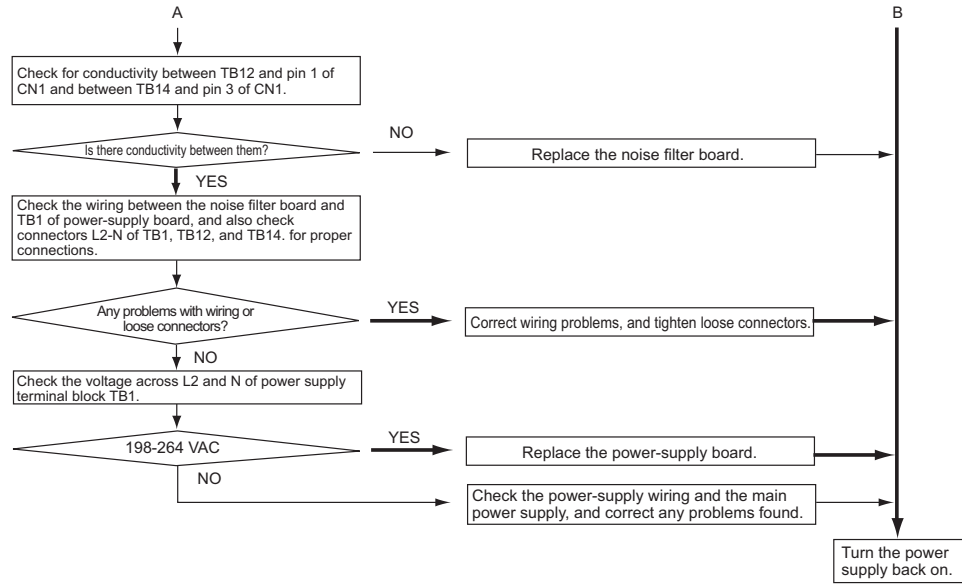 A
B
Check for conductivity between TB12 and pin 1 of
CN1 and between TB14 and pin 3 of CN1.
Is there conductivity between them?
NO
Replace the noise filter board.
YES
Check the wiring between the noise filter board and
TB1 of power-supply board, and also check
connectors L2-N of TB1, TB12, and TB14. for proper
connections.
Any problems with wiring or
loose connectors?
YES
Correct wiring problems, and tighten loose connectors.
NO
Check the voltage across L2 and N of power supply
terminal block TB1.
198-264 VAC
YES
Replace the power-supply board.
NO
Check the power-supply wiring and the main
power supply, and correct any problems found.
Turn the power
supply back on.